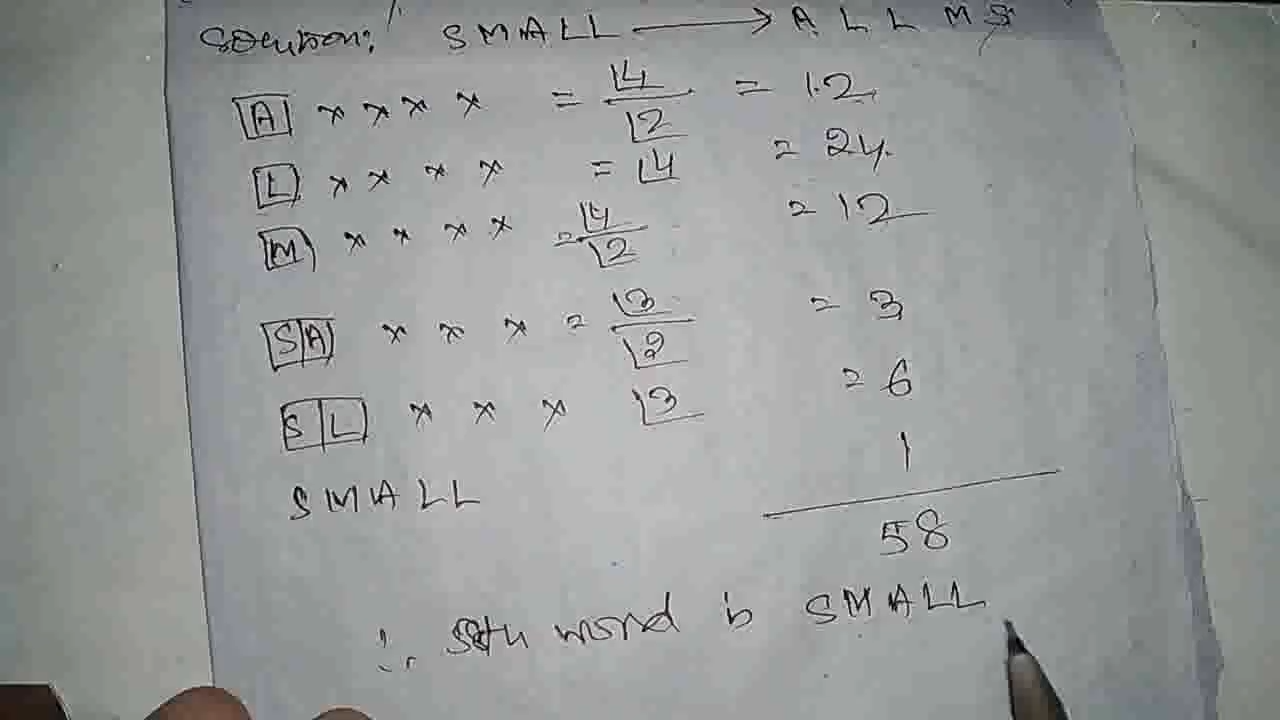 Solution: SMALL → A L L M S
A × × × × = ⌊4/⌊2 = 12
L × × × × = ⌊4 = 24
M × × × × = ⌊4/⌊2 = 12
S A × × × = ⌊3/⌊2 = 3
S L × × × ⌊3 = 6
SMALL 1
58
∴ 58th word is SMALL